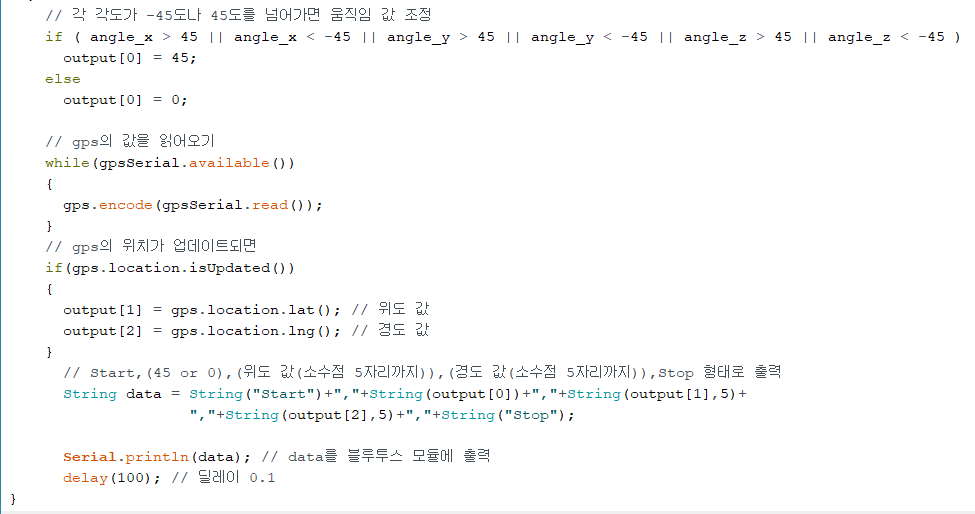 // 각 각도가 -45도나 45도를 넘어가면 움직임 값 조정
if ( angle_x > 45 || angle_x < -45 || angle_y > 45 || angle_y < -45 || angle_z > 45 || angle_z < -45 )
output[0] = 45;
else
output[0] = 0;
// gps의 값을 읽어오기
while(gpsSerial.available())
{
gps.encode(gpsSerial.read());
}
// gps의 위치가 업데이트되면
if(gps.location.isUpdated())
{
output[1] = gps.location.lat(); // 위도 값
output[2] = gps.location.lng(); // 경도 값
}
// Start,(45 or 0),(위도 값(소수점 5자리까지)),(경도 값(소수점 5자리까지)),Stop 형태로 출력
String data = String("Start")+","+String(output[0])+","+String(output[1],5)+
","+String(output[2],5)+","+String("Stop");
Serial.println(data); // data를 블루투스 모듈에 출력
delay(100); // 딜레이 0.1
}